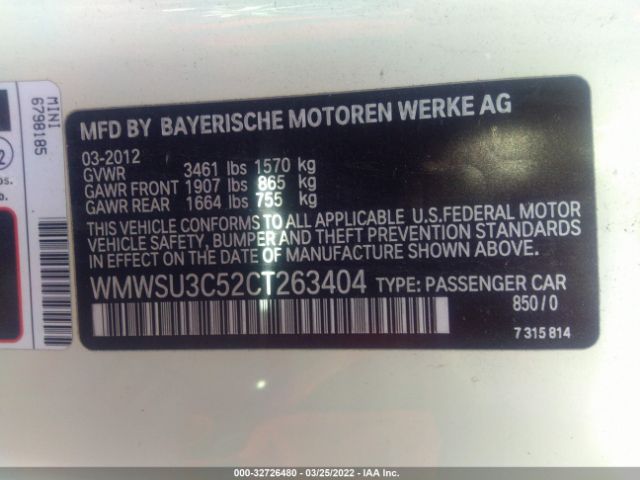 MINI
6798185
2
os.
o.
MFD BY BAYERISCHE MOTOREN WERKE AG
03-2012
GVWR 3461 lbs 1570 kg
GAWR FRONT 1907 lbs 865 kg
GAWR REAR 1664 lbs 755 kg
THIS VEHICLE CONFORMS TO ALL APPLICABLE U.S.FEDERAL MOTOR
VEHICLE SAFETY, BUMPER AND THEFT PREVENTION STANDARDS
IN EFFECT ON THE DATE OF MANUFACTURE SHOWN ABOVE.
WMWSU3C52CT263404 TYPE: PASSENGER CAR
850/0
7 315 814
000-32726480 - 03/25/2022 - IAA Inc.